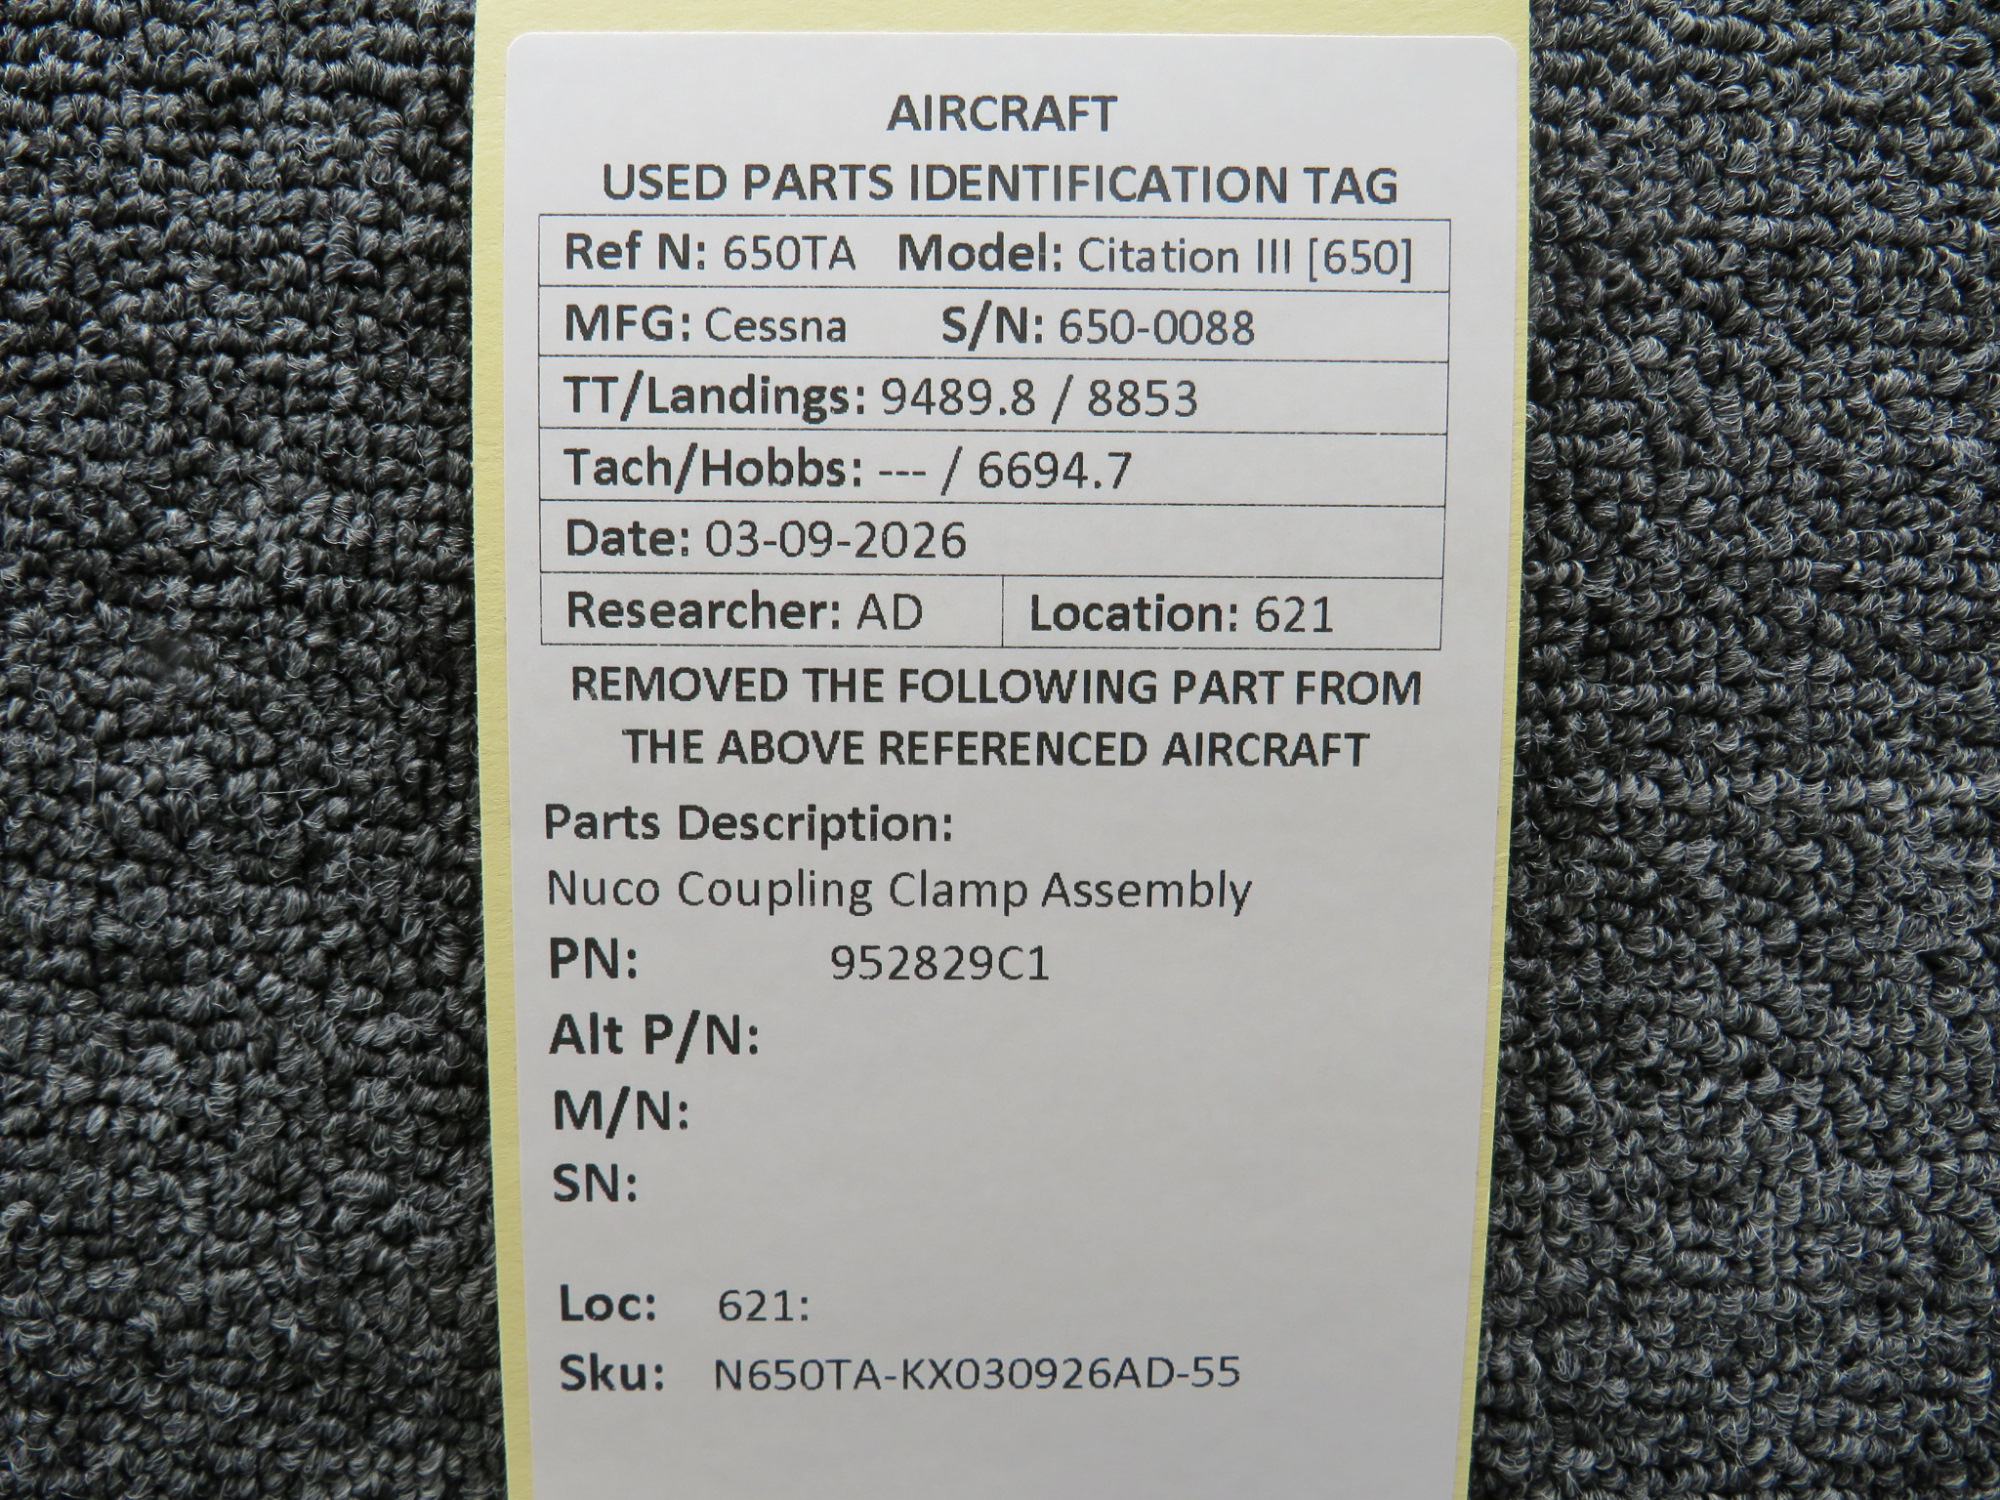 AIRCRAFT
USED PARTS IDENTIFICATION TAG
Ref N: 650TA Model: Citation III [650]
MFG: Cessna S/N: 650-0088
TT/Landings: 9489.8 / 8853
Tach/Hobbs: --- / 6694.7
Date: 03-09-2026
Researcher: AD Location: 621
REMOVED THE FOLLOWING PART FROM
THE ABOVE REFERENCED AIRCRAFT
Parts Description:
Nuco Coupling Clamp Assembly
PN: 952829C1
Alt P/N:
M/N:
SN:
Loc: 621:
Sku: N650TA-KX030926AD-55